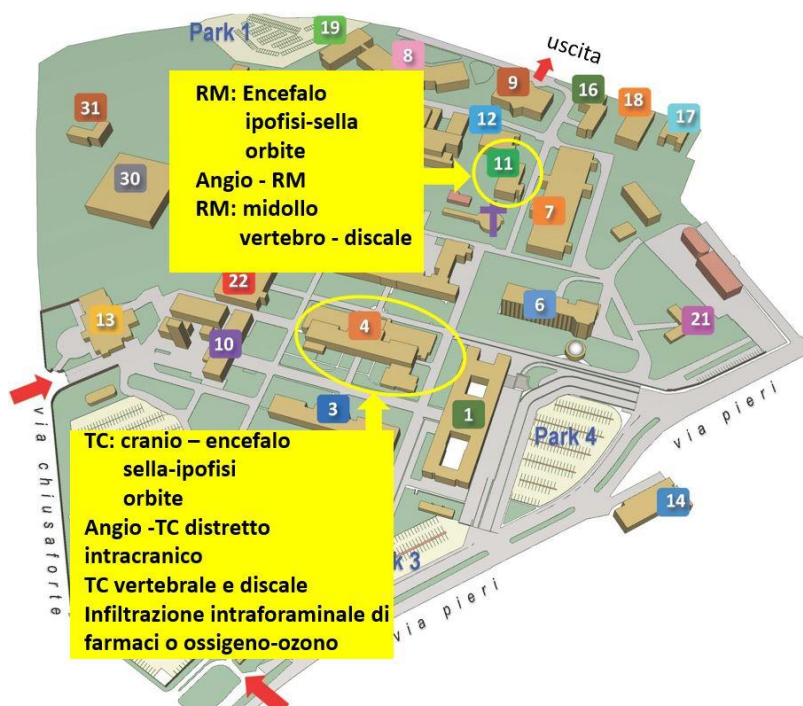 Park 1
19
8
uscita
9
16
18
17
31
12
RM: Encefalo
ipofisi-sella
orbite
Angio - RM
RM: midollo
vertebro - discale
11
30
T
7
22
6
13
4
21
10
3
1
Park 4
via pieri
via chiusaforte
TC: cranio – encefalo
sella-ipofisi
orbite
Angio -TC distretto
intracranico
TC vertebrale e discale
Infiltrazione intraforaminale di
farmaci o ossigeno-ozono
14
k 3
via pieri